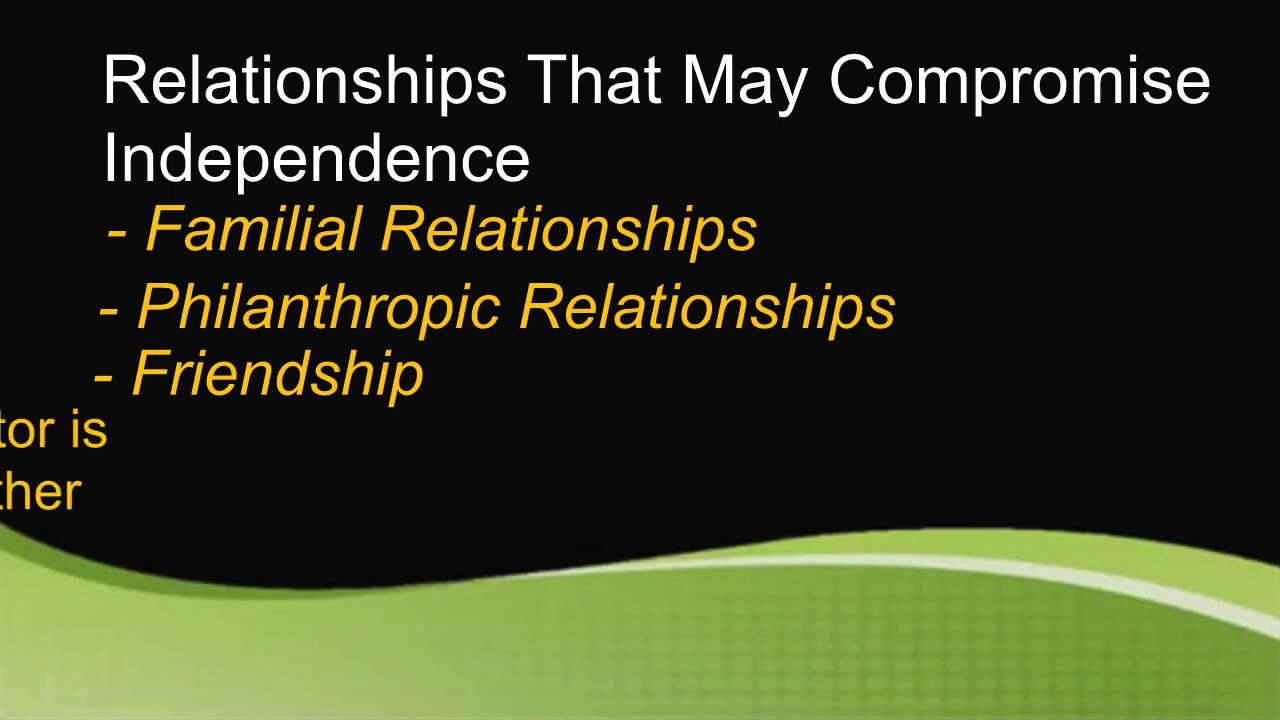 Relationships That May Compromise
Independence
- Familial Relationships
- Philanthropic Relationships
- Friendship
tor is
ther